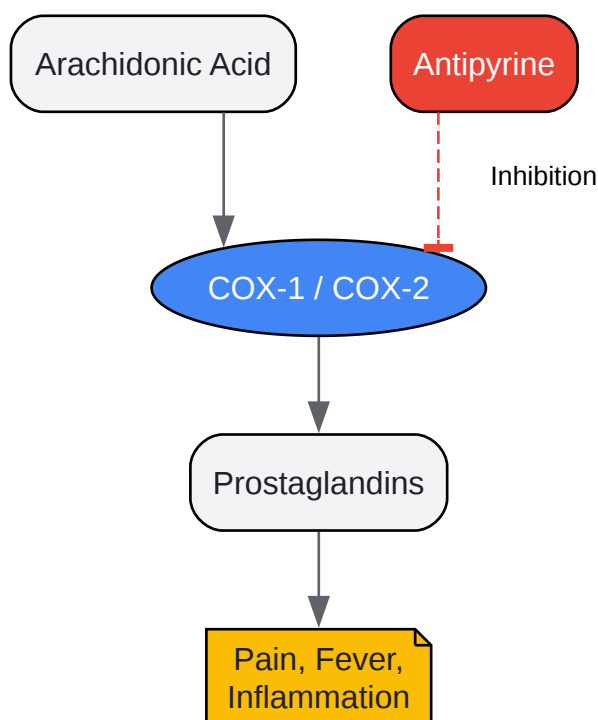 Arachidonic Acid
Antipyrine
Inhibition
COX-1 / COX-2
Prostaglandins
Pain, Fever,
Inflammation